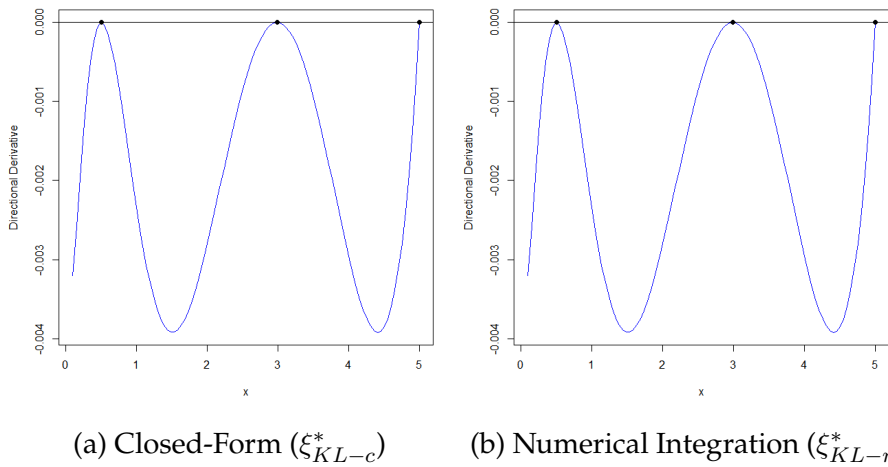 0.000
-0.001
-0.002
-0.003
-0.004
Directional Derivative
0 1 2 3 4 5
x
0.000
-0.001
-0.002
-0.003
-0.004
Directional Derivative
0 1 2 3 4 5
x
(a) Closed-Form (ξ*KL−c) (b) Numerical Integration (ξ*KL−